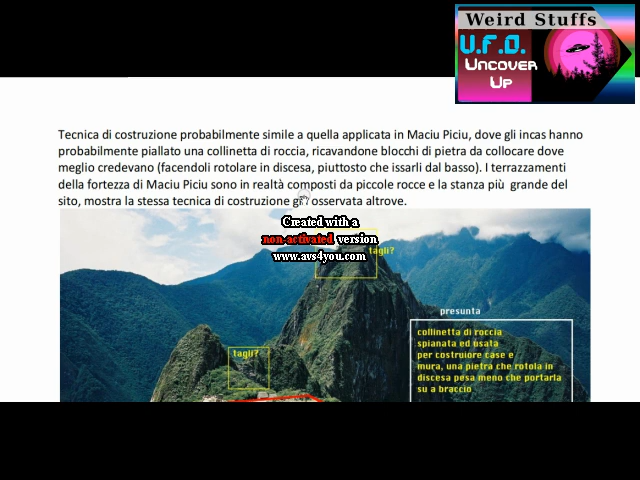 Weird Stuffs
U.F.O.
UNCOVER
UP
Tecnica di costruzione probabilmente simile a quella applicata in Maciu Piciu, dove gli incas hanno
probabilmente piallato una collinetta di roccia, ricavandone blocchi di pietra da collocare dove
meglio credevano (facendoli rotolare in discesa, piuttosto che issarli dal basso). I terrazzamenti
della fortezza di Maciu Piciu sono in realtà composti da piccole rocce e la stanza più grande del
sito, mostra la stessa tecnica di costruzione già osservata altrove.
Created with a
non-activated version
www.avs4you.com
tagli?
presunta
collinetta di roccia
spianata ed usata
per costruiore case e
mura, una pietra che rotola in
discesa pesa meno che portarla
su a braccio
tagli?